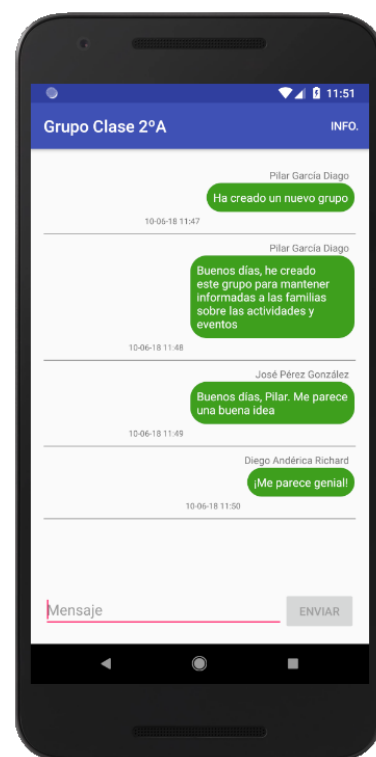 11:51
Grupo Clase 2ºA
INFO.
Pilar García Diago
Ha creado un nuevo grupo
10-06-18 11:47
Pilar García Diago
Buenos días, he creado
este grupo para mantener
informadas a las familias
sobre las actividades y
eventos
10-06-18 11:48
José Pérez González
Buenos días, Pilar. Me parece
una buena idea
10-06-18 11:49
Diego Andérica Richard
¡Me parece genial!
10-06-18 11:50
Mensaje
ENVIAR